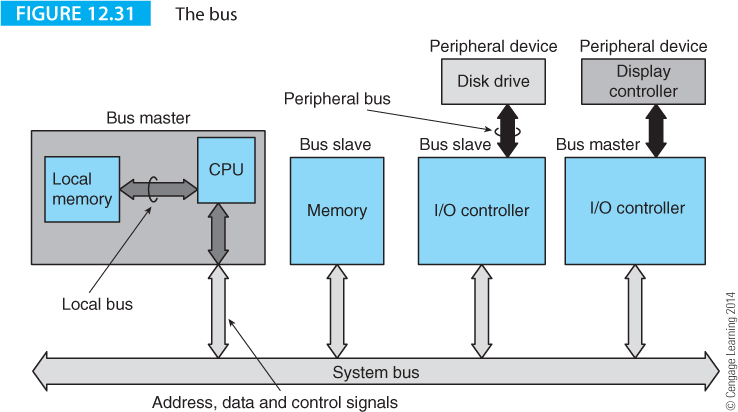 FIGURE 12.31 The bus
Peripheral device
Disk drive
Peripheral device
Display
controller
Peripheral bus
Bus master
Local
memory
CPU
Local bus
Bus slave
Memory
Bus slave
I/O controller
Bus master
I/O controller
System bus
Address, data and control signals
© Cengage Learning 2014